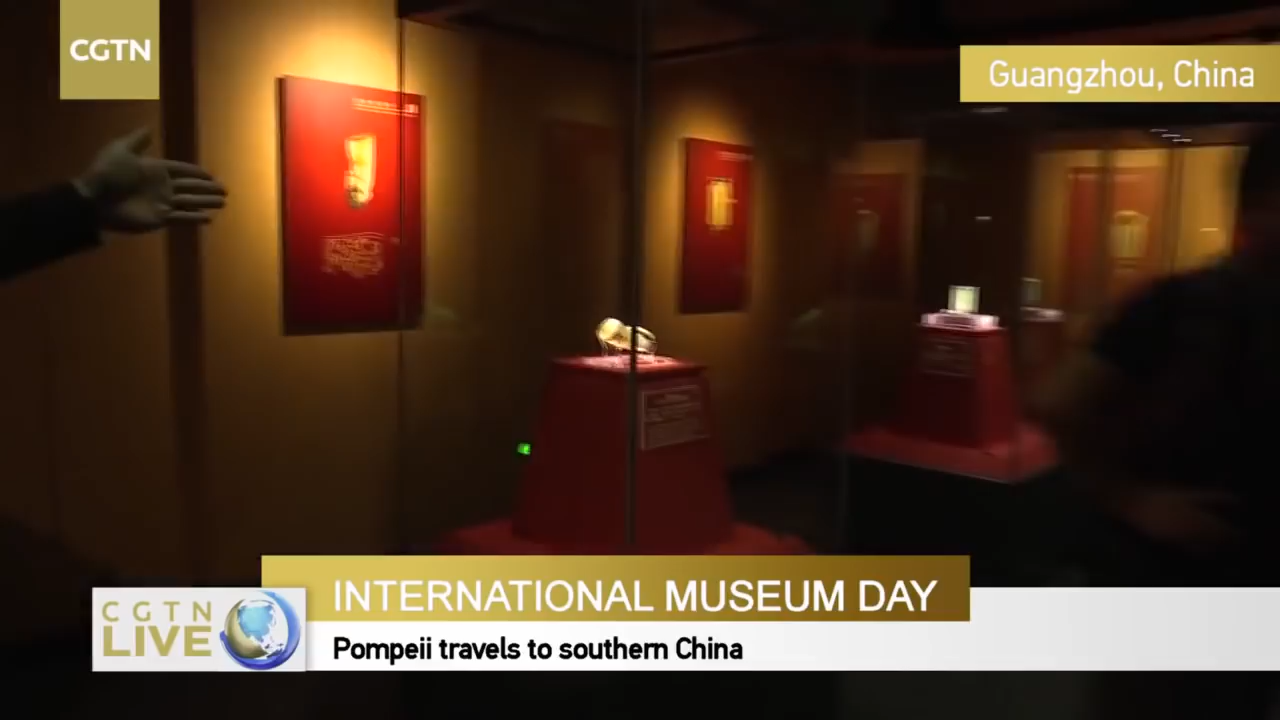 CGTN
Guangzhou, China
INTERNATIONAL MUSEUM DAY
CGTN
LIVE
Pompeii travels to southern China